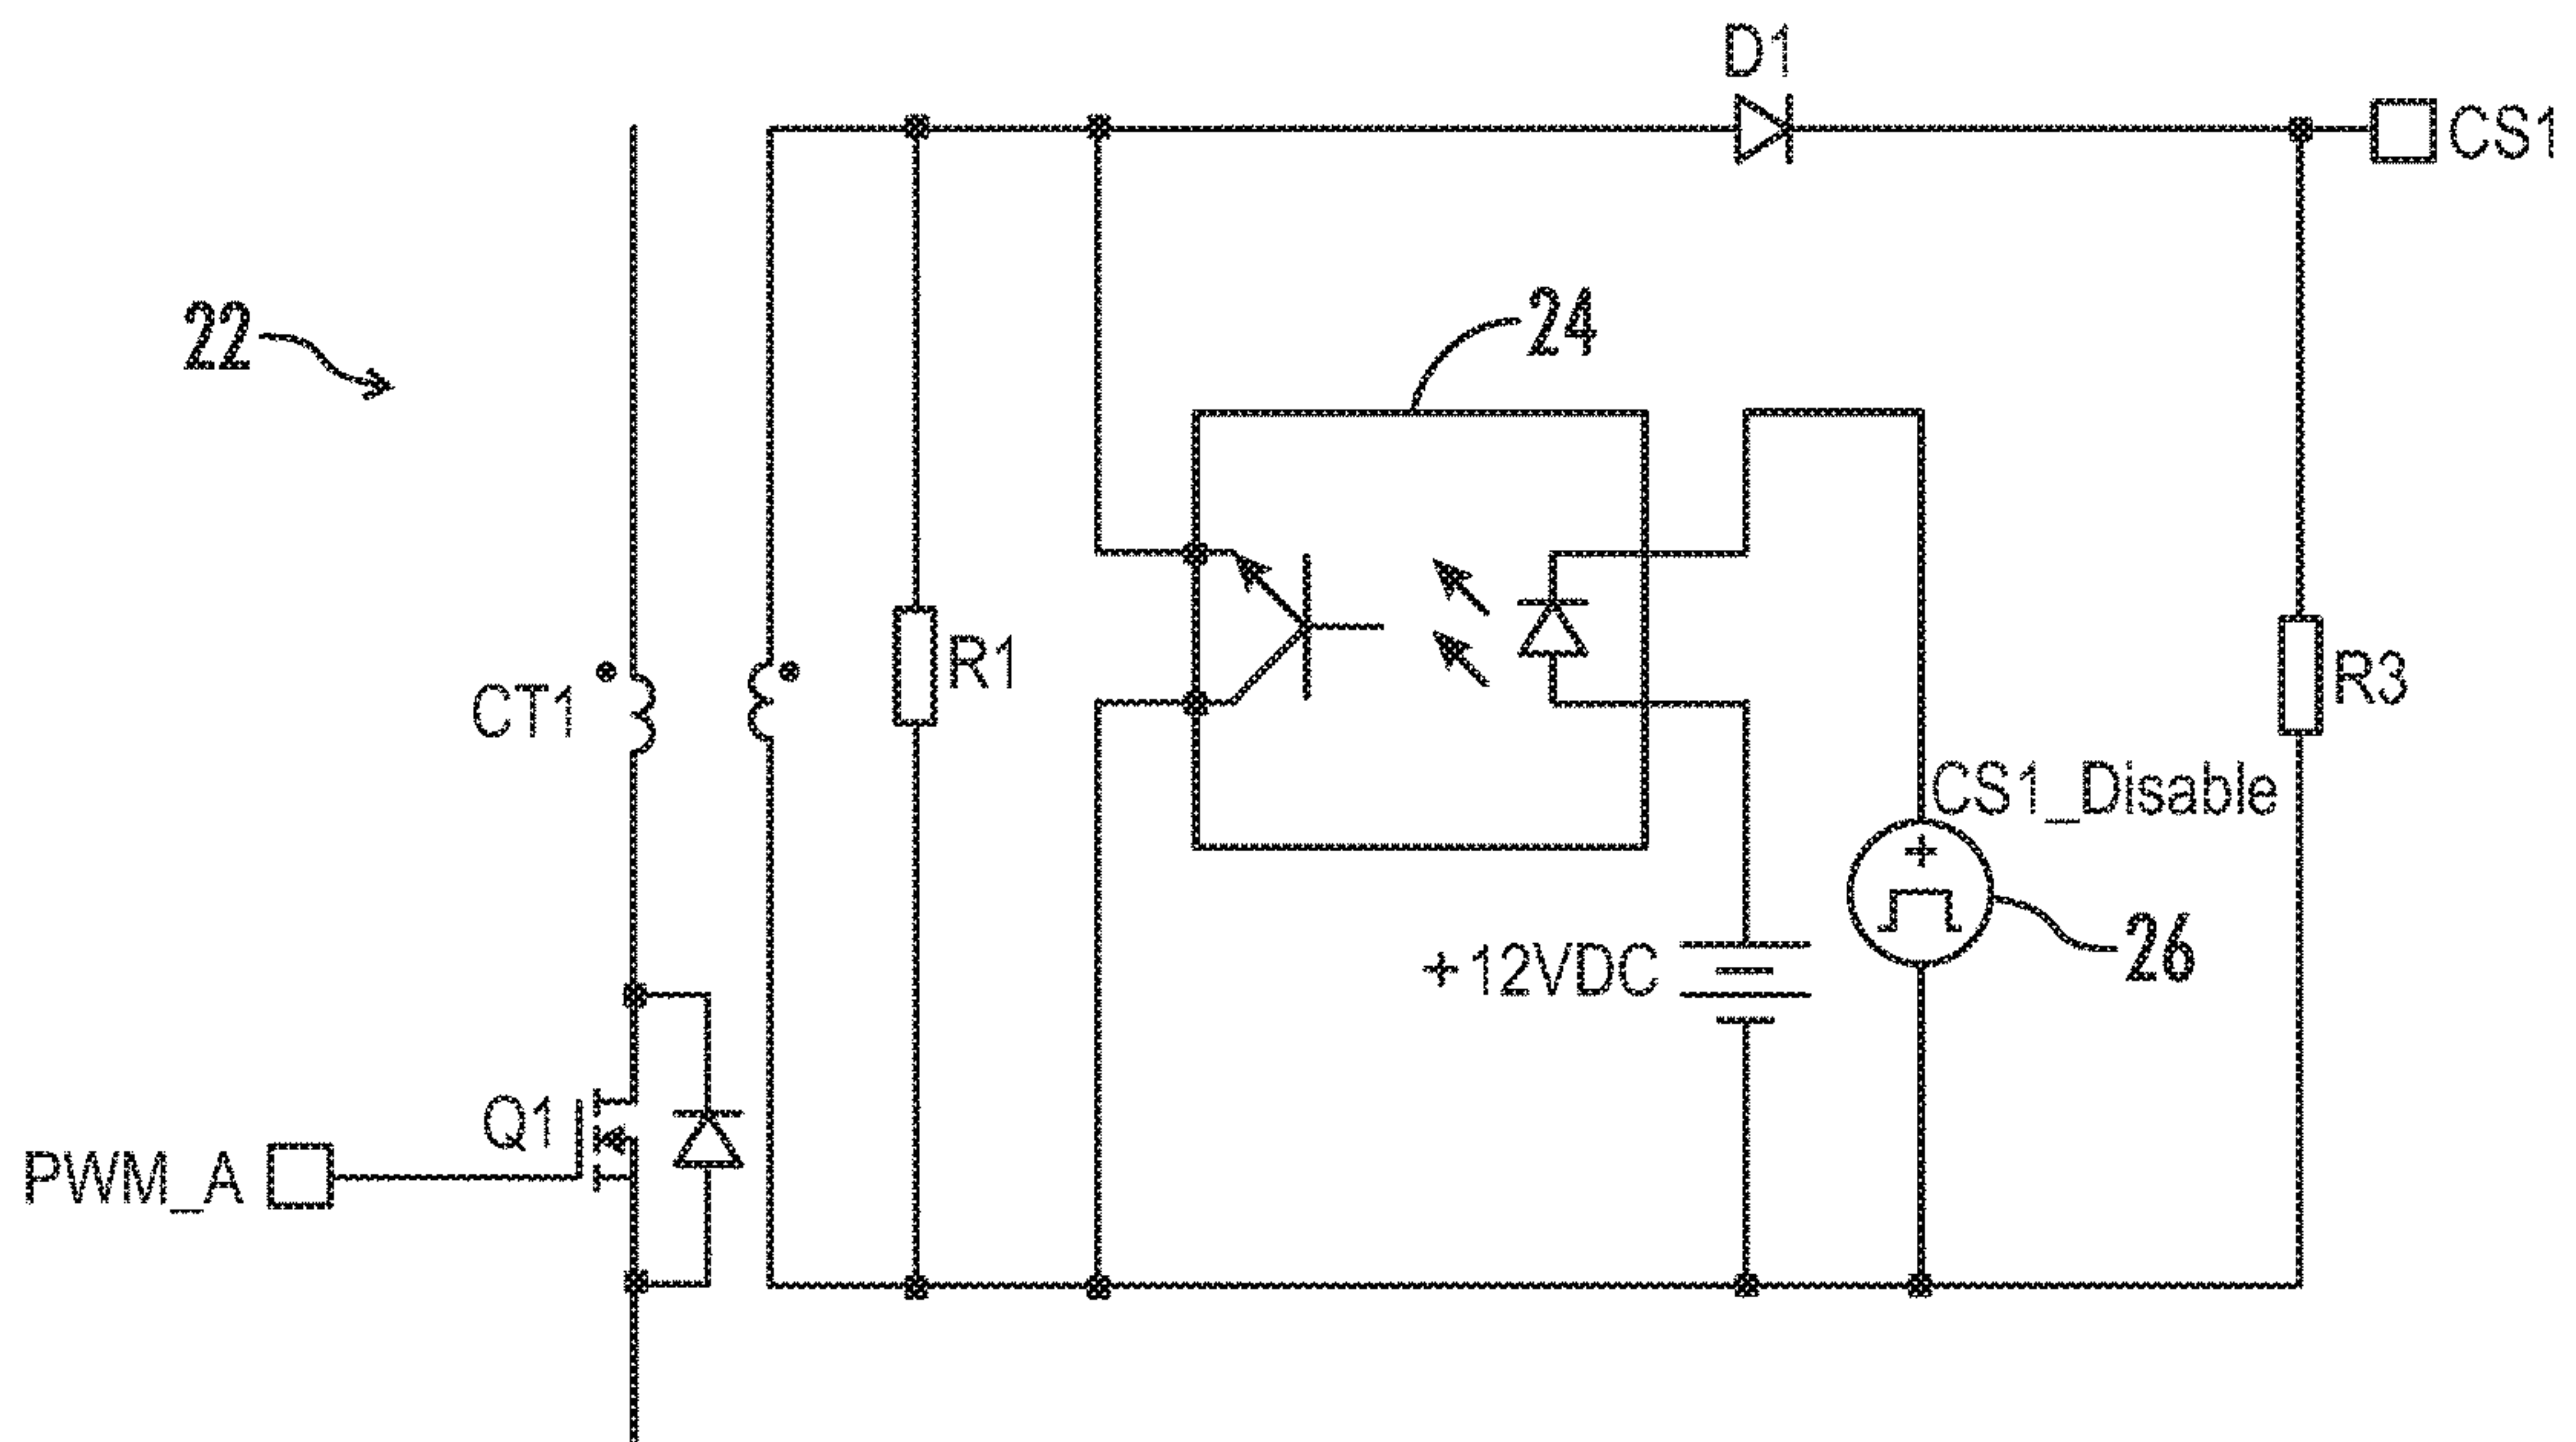 D1
CS1
22
24
CT1
R1
R3
CS1_Disable
+12VDC
26
Q1
PWM_A